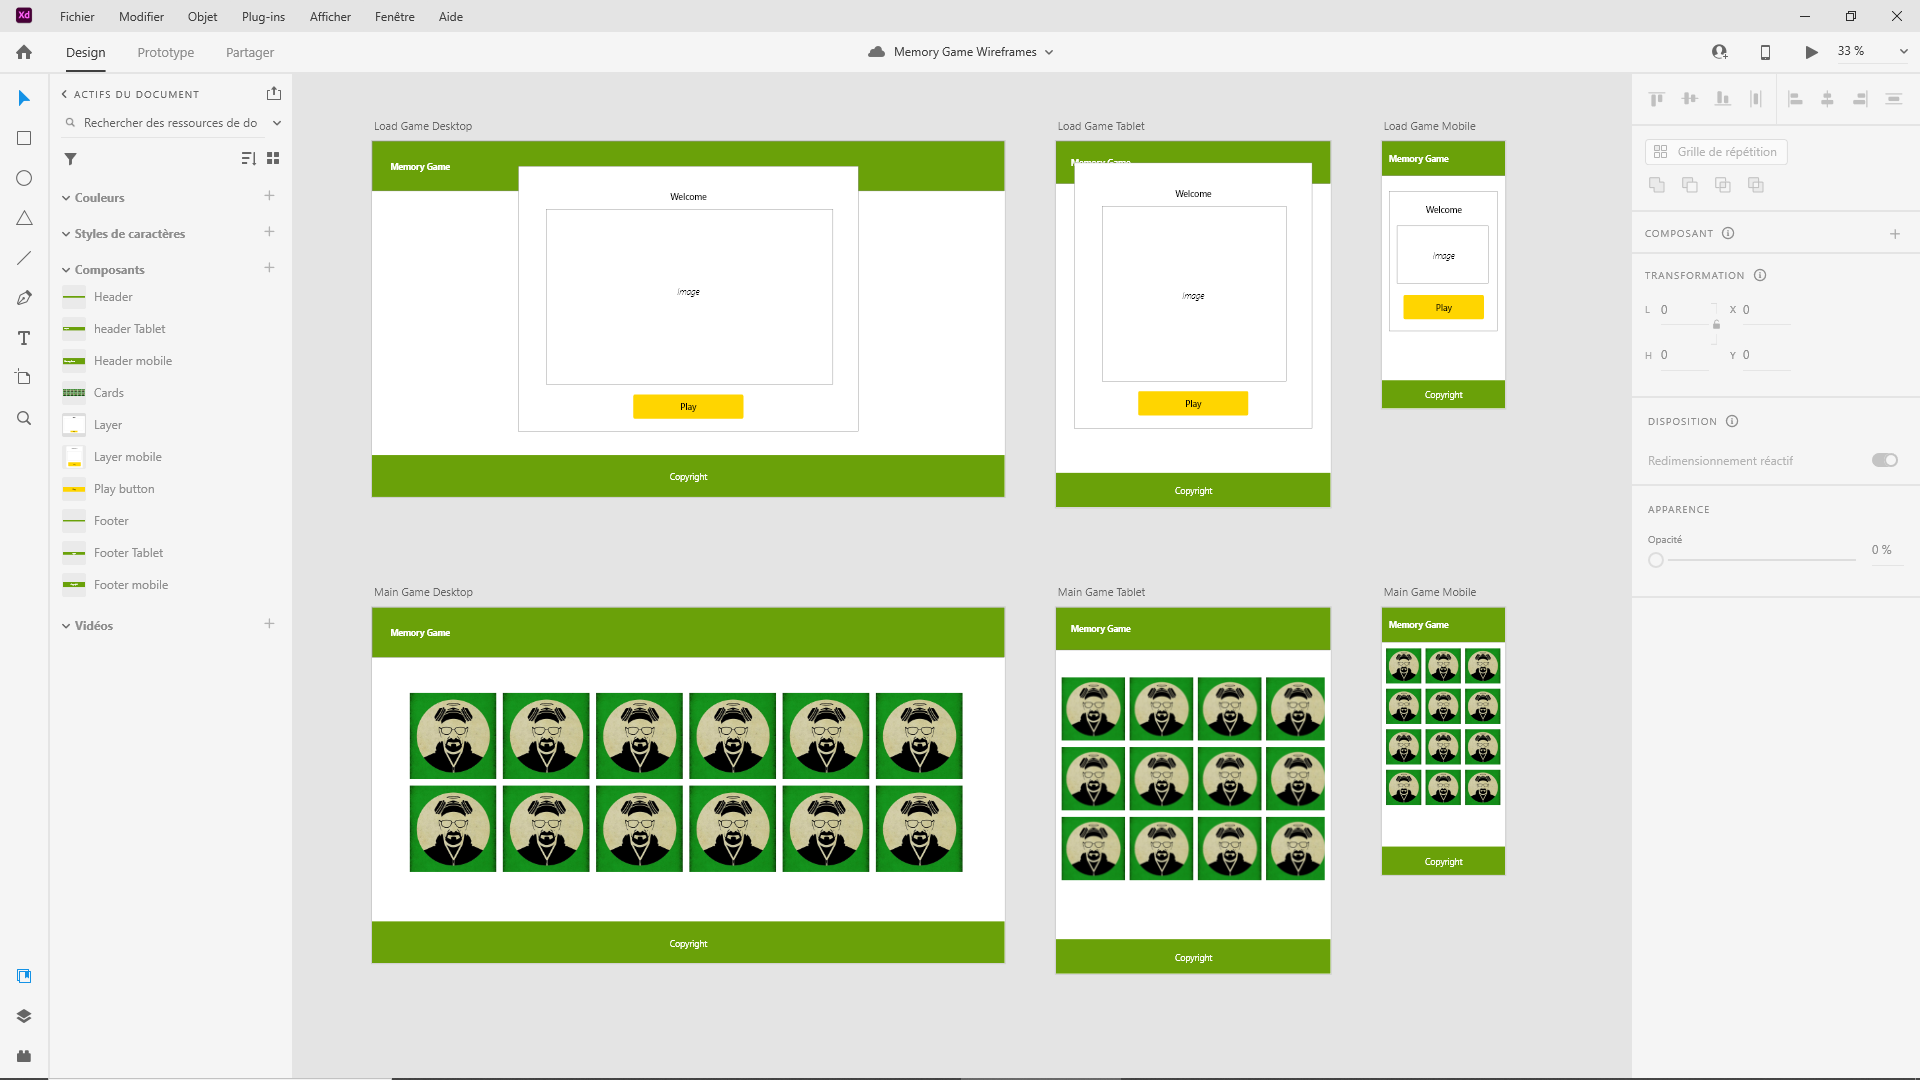 Xd
Fichier
Modifier
Objet
Plug-ins
Afficher
Fenêtre
Aide
Design
Prototype
Partager
Memory Game Wireframes
33 %
ACTIFS DU DOCUMENT
Rechercher des ressources de do
Couleurs
Styles de caractères
Composants
Header
header Tablet
Header mobile
Cards
Layer
Layer mobile
Play button
Footer
Footer Tablet
Footer mobile
Vidéos
Load Game Desktop
Memory Game
Welcome
Image
Play
Copyright
Load Game Tablet
Memory Game
Welcome
Image
Play
Copyright
Load Game Mobile
Memory Game
Welcome
Image
Play
Copyright
Main Game Desktop
Memory Game
Copyright
Main Game Tablet
Memory Game
Copyright
Main Game Mobile
Memory Game
Copyright
Grille de répétition
COMPOSANT
TRANSFORMATION
L 0 X 0
H 0 Y 0
DISPOSITION
Redimensionnement réactif
APPARENCE
Opacité
0 %